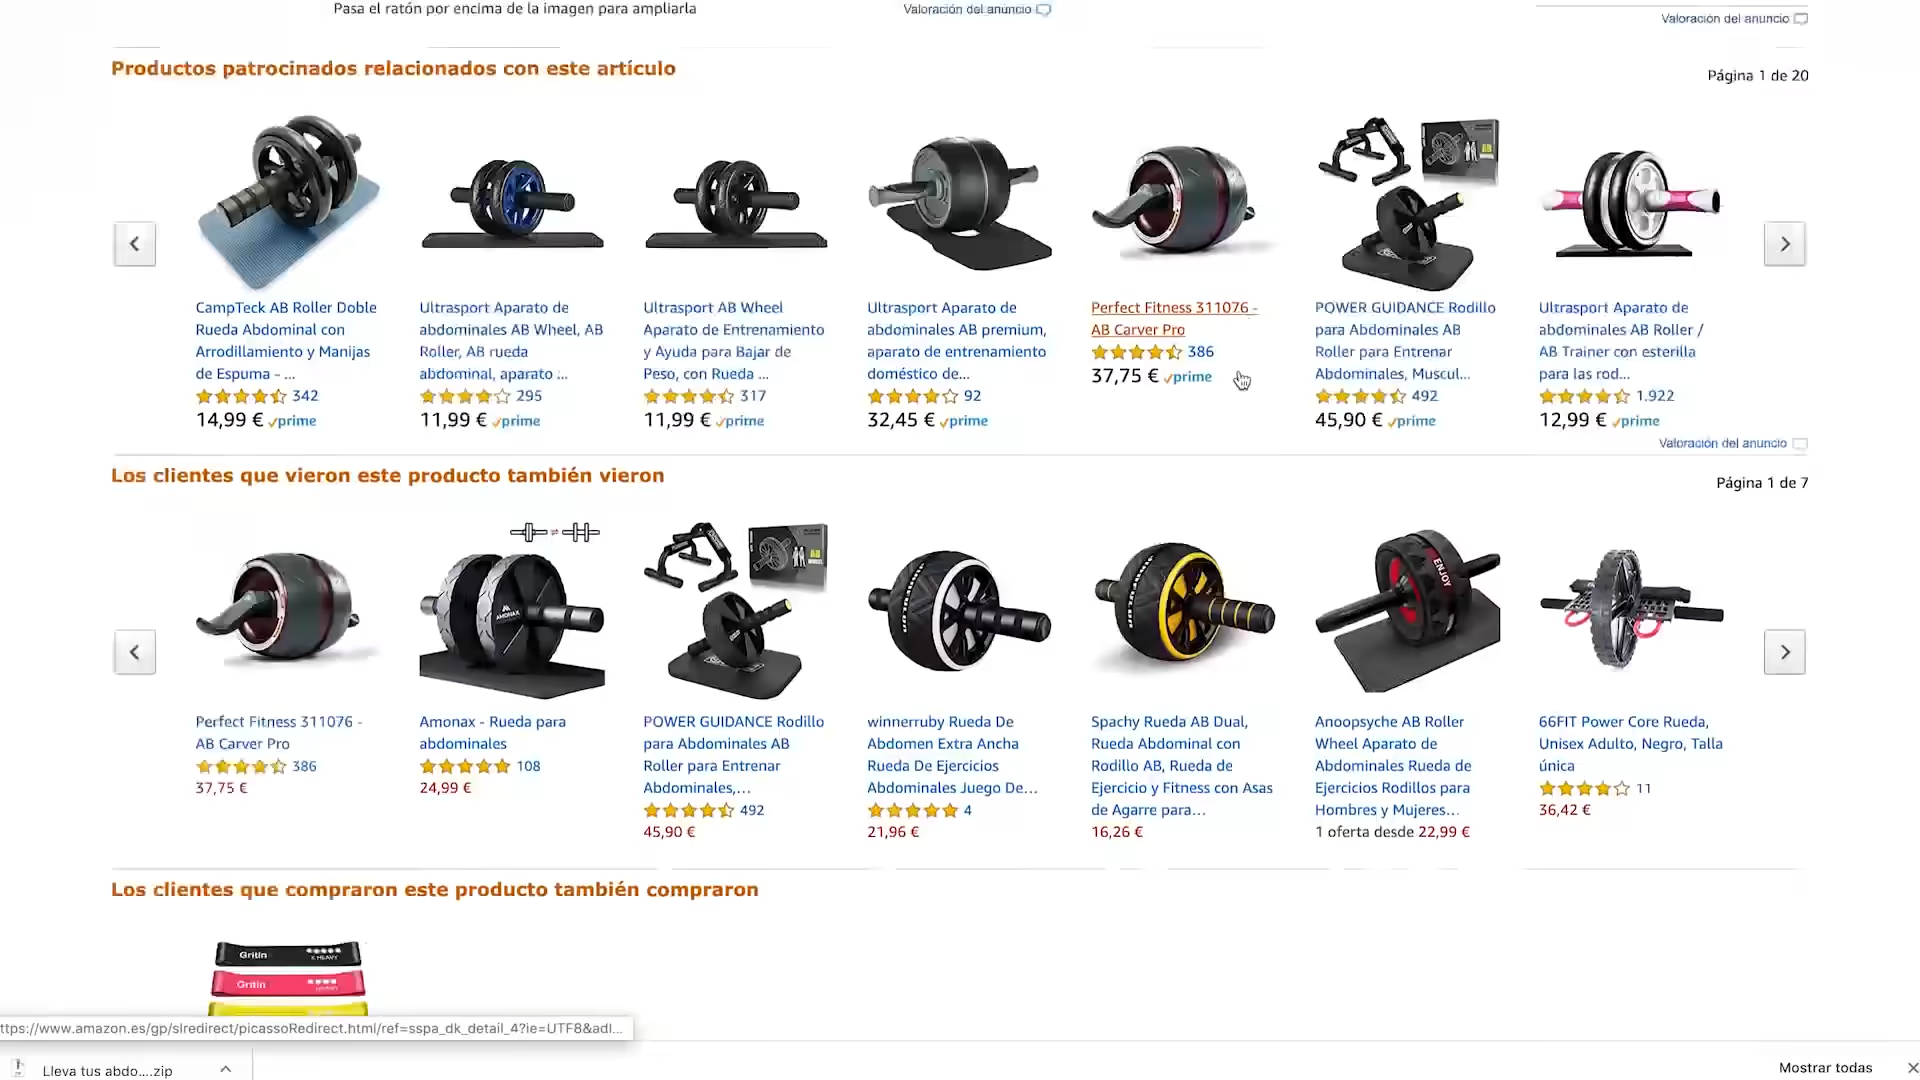 Pasa el ratón por encima de la imagen para ampliarla
Valoración del anuncio
Valoración del anuncio
Productos patrocinados relacionados con este artículo
Página 1 de 20
CampTeck AB Roller Doble
Rueda Abdominal con
Arrodillamiento y Manijas
de Espuma - ...
342
14,99 € prime
Ultrasport Aparato de
abdominales AB Wheel, AB
Roller, AB rueda
abdominal, aparato ...
295
11,99 € prime
Ultrasport AB Wheel
Aparato de Entrenamiento
y Ayuda para Bajar de
Peso, con Rueda ...
317
11,99 € prime
Ultrasport Aparato de
abdominales AB premium,
aparato de entrenamiento
doméstico de...
92
32,45 € prime
Perfect Fitness 311076 -
AB Carver Pro
386
37,75 € prime
POWER GUIDANCE Rodillo
para Abdominales AB
Roller para Entrenar
Abdominales, Muscul...
492
45,90 € prime
Ultrasport Aparato de
abdominales AB Roller /
AB Trainer con esterilla
para las rod...
1.922
12,99 € prime
Valoración del anuncio
Los clientes que vieron este producto también vieron
Página 1 de 7
Perfect Fitness 311076 -
AB Carver Pro
386
37,75 €
AMONAX
Amonax - Rueda para
abdominales
108
24,99 €
POWER GUIDANCE Rodillo
para Abdominales AB
Roller para Entrenar
Abdominales,...
492
45,90 €
winnerruby Rueda De
Abdomen Extra Ancha
Rueda De Ejercicios
Abdominales Juego De...
4
21,96 €
Spachy Rueda AB Dual,
Rueda Abdominal con
Rodillo AB, Rueda de
Ejercicio y Fitness con Asas
de Agarre para...
16,26 €
ENJOY
Anoopsyche AB Roller
Wheel Aparato de
Abdominales Rueda de
Ejercicios Rodillos para
Hombres y Mujeres...
1 oferta desde 22,99 €
66FIT Power Core Rueda,
Unisex Adulto, Negro, Talla
única
11
36,42 €
Los clientes que compraron este producto también compraron
Gritin
X HEAVY
Gritin
ttps://www.amazon.es/gp/slredirect/picassoRedirect.html/ref=sspa_dk_detail_4?ie=UTF8&adl...
Lleva tus abdo....zip
Mostrar todas